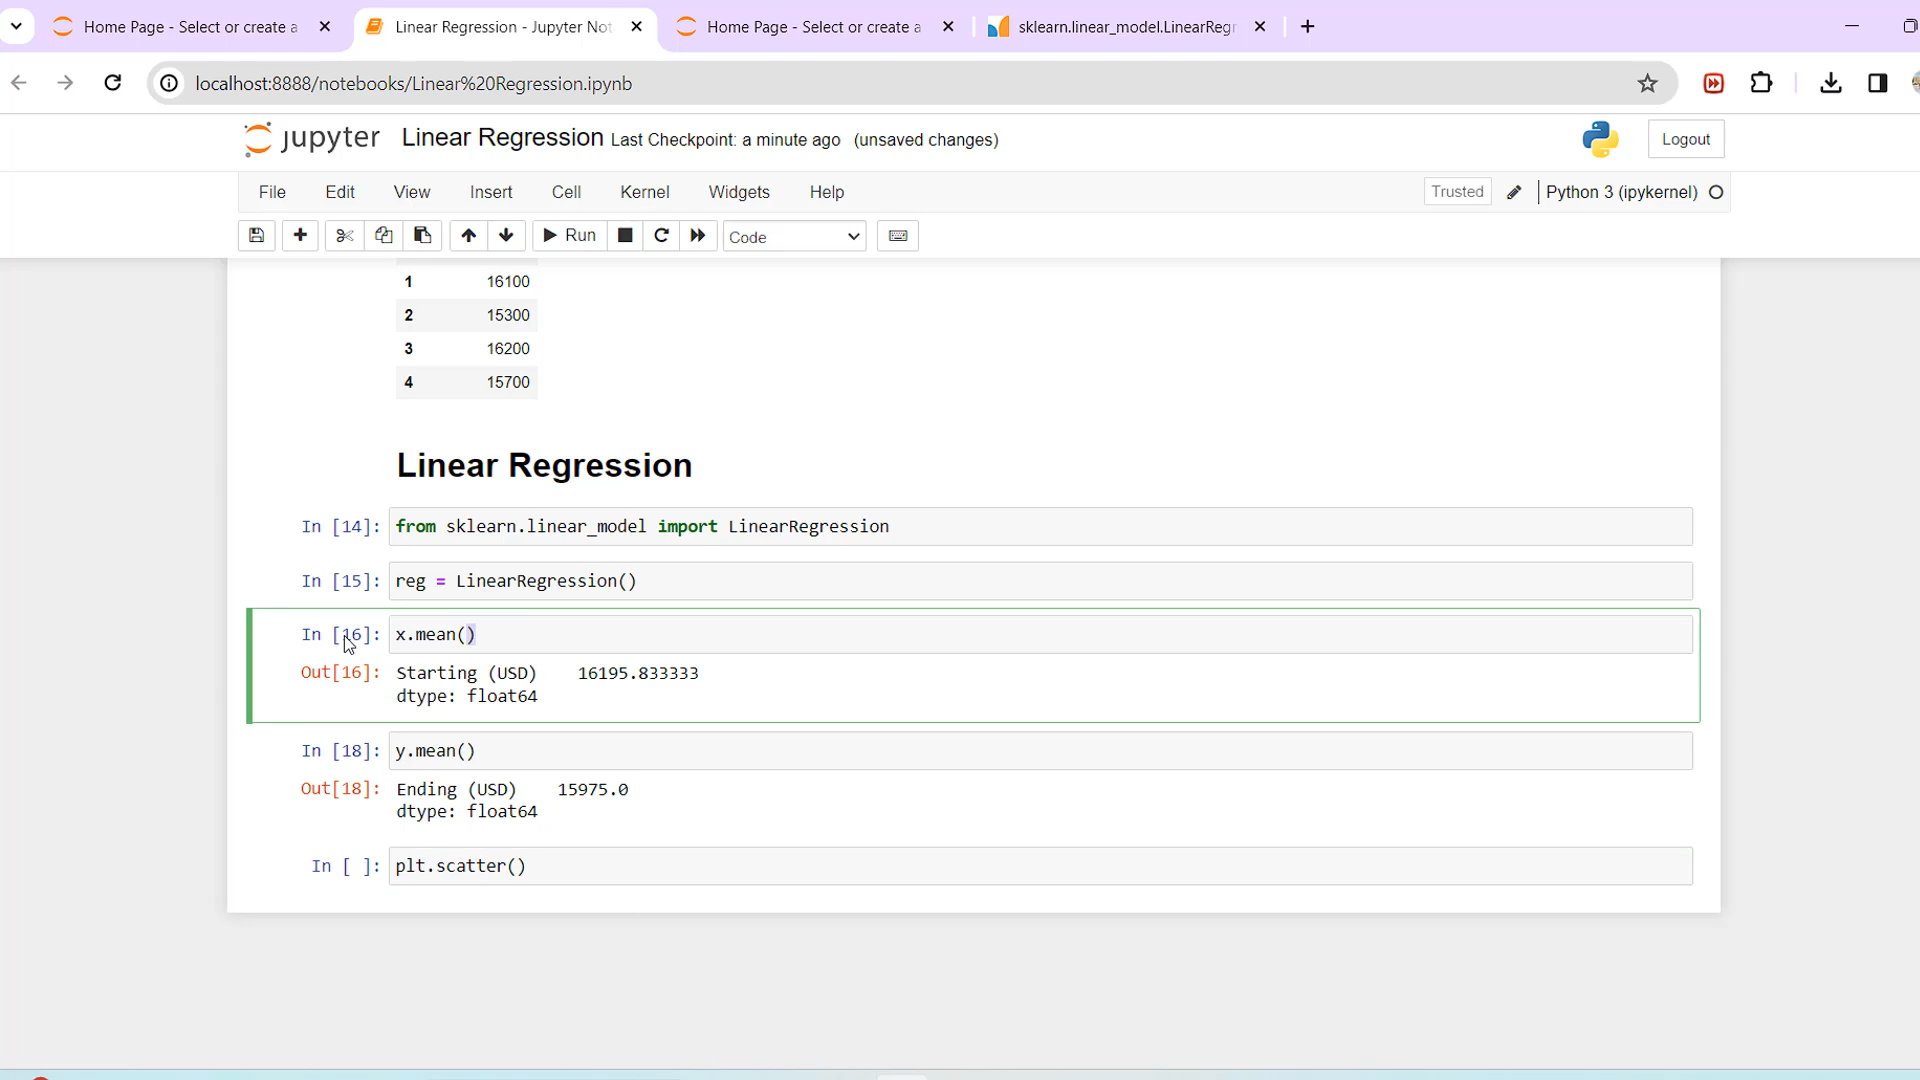 Home Page - Select or create a
Linear Regression - Jupyter Not
Home Page - Select or create a
sklearn.linear_model.LinearRegr
localhost:8888/notebooks/Linear%20Regression.ipynb
jupyter Linear Regression Last Checkpoint: a minute ago (unsaved changes)
Logout
File Edit View Insert Cell Kernel Widgets Help
Trusted
Python 3 (ipykernel)
Run
Code
1 16100
2 15300
3 16200
4 15700
Linear Regression
In [14]: from sklearn.linear_model import LinearRegression
In [15]: reg = LinearRegression()
In [16]: x.mean()
Out[16]: Starting (USD) 16195.833333
dtype: float64
In [18]: y.mean()
Out[18]: Ending (USD) 15975.0
dtype: float64
In [ ]: plt.scatter()